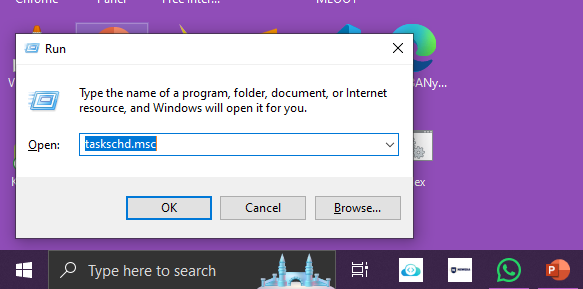 Chrome
Run
Type the name of a program, folder, document, or Internet
resource, and Windows will open it for you.
Open:
taskschd.msc
OK
Cancel
Browse...
Type here to search